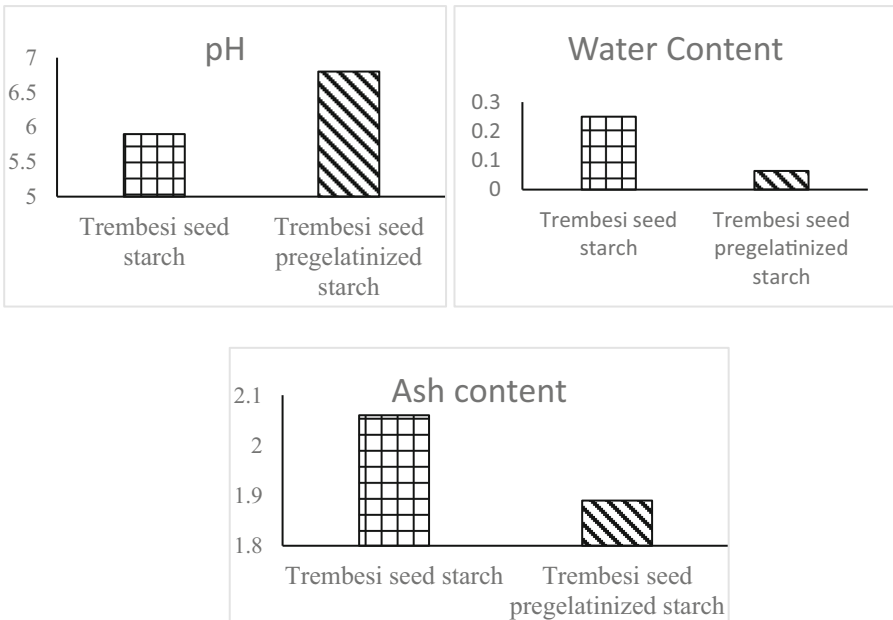 pH
7
6.5
6
5.5
5
Trembesi seed
starch
Trembesi seed
pregelatinized
starch
Water Content
0.3
0.2
0.1
0
Trembesi seed
starch
Trembesi seed
pregelatinized
starch
Ash content
2.1
2
1.9
1.8
Trembesi seed starch
Trembesi seed
pregelatinized starch